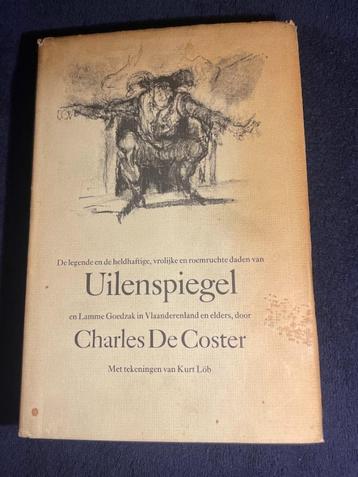 De legende en de heldhaftige, vrolijke en roemruchte daden van
Uilenspiegel
en Lamme Goedzak in Vlaanderenland en elders, door
Charles De Coster
Met tekeningen van Kurt Löb